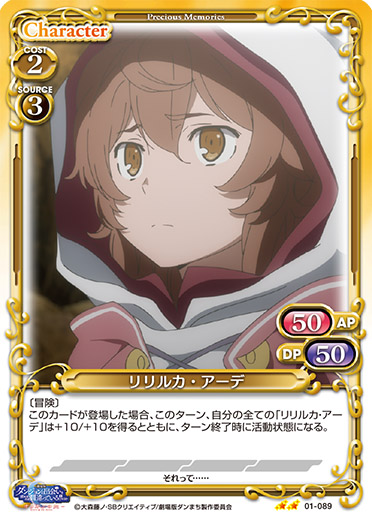 Precious Memories
Character
COST
2
SOURCE
3
50 AP
DP 50
リリルカ・アーデ
〔冒険〕
このカードが登場した場合、このターン、自分の全ての「リリルカ・アー
デ」は+10/+10を得るとともに、ターン終了時に活動状態になる。
それって……
©大森藤ノ・SBクリエイティブ/劇場版ダンまち製作委員会
01-089